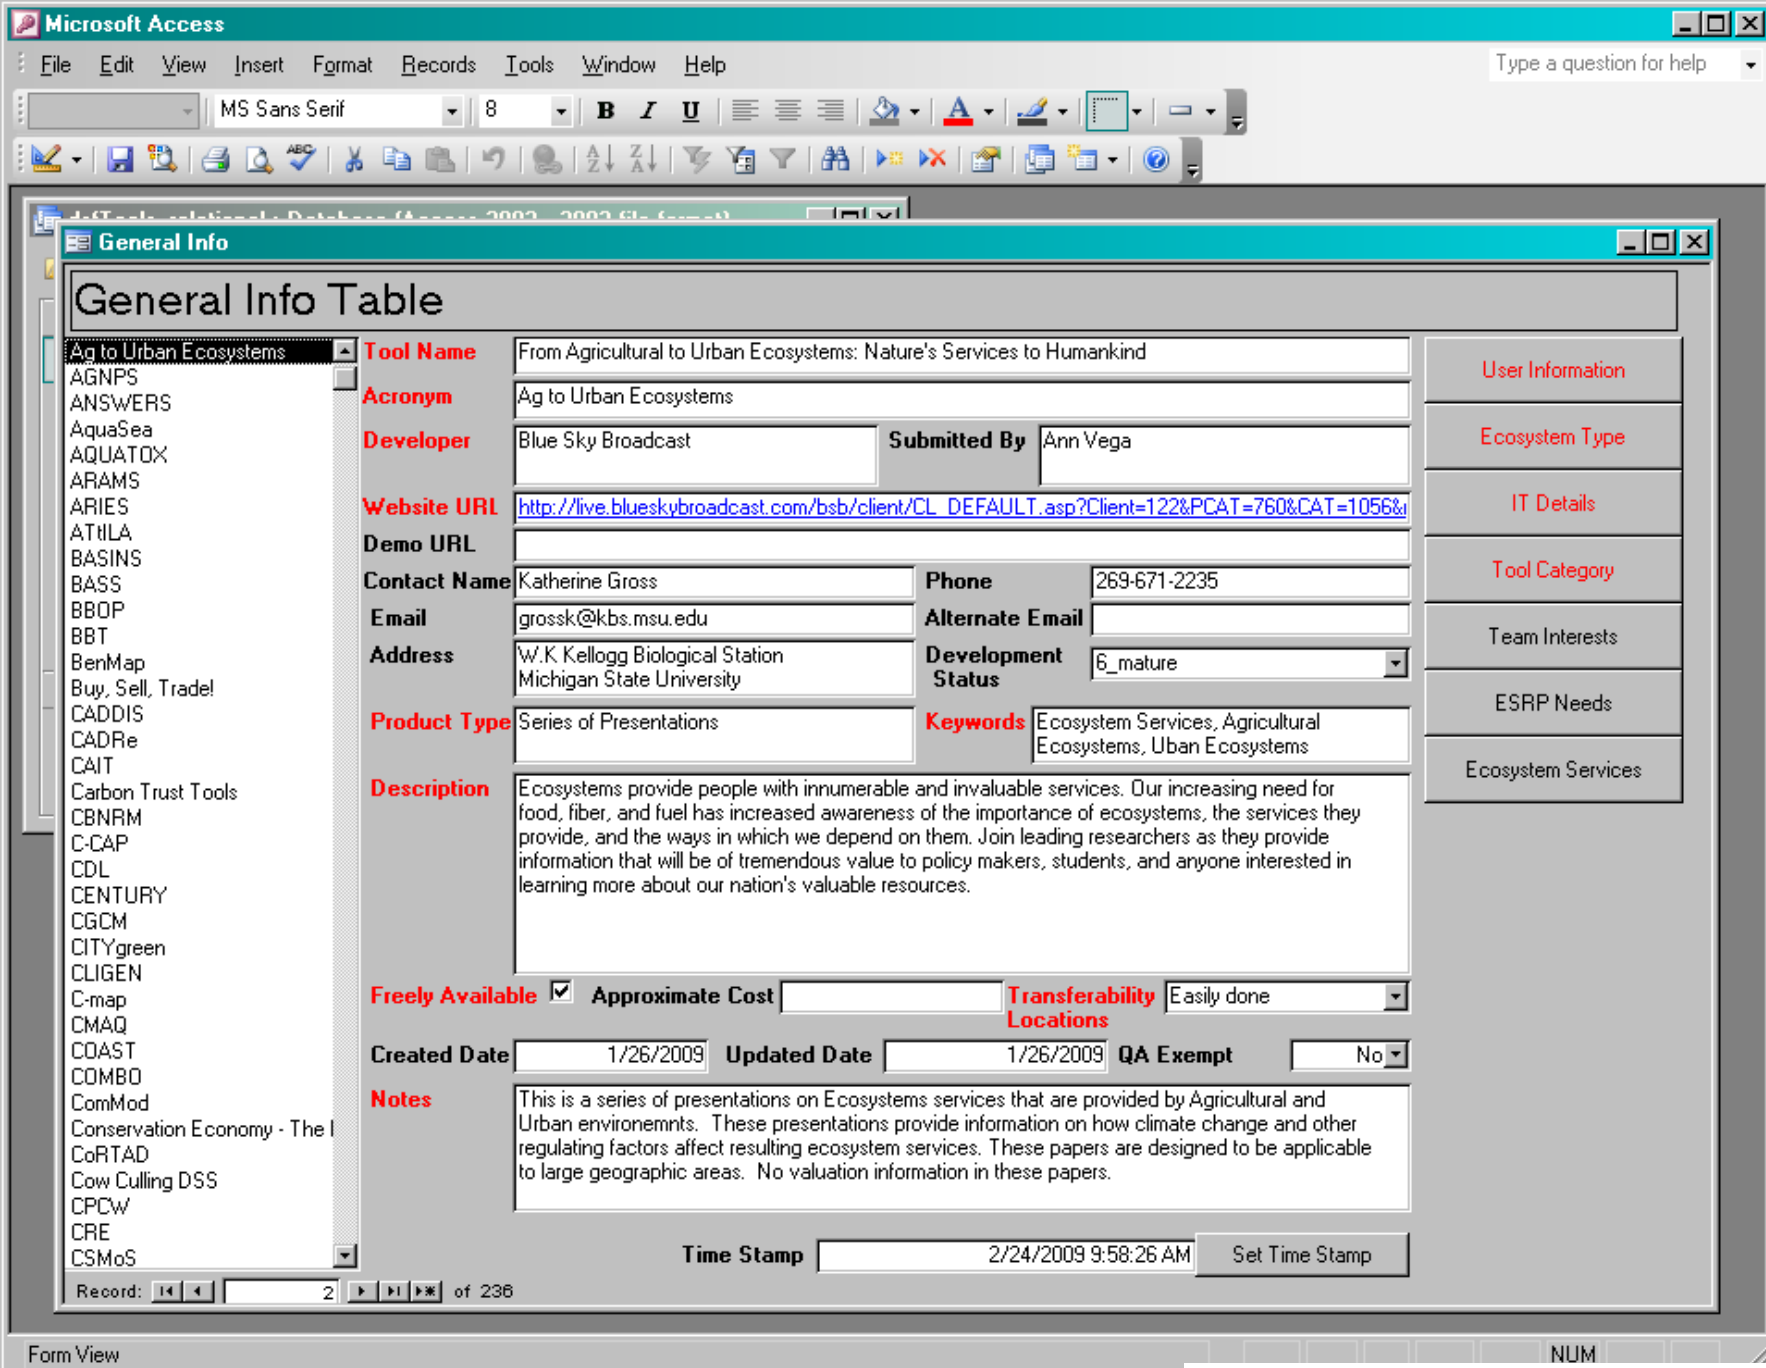 Microsoft Access
File Edit View Insert Format Records Tools Window Help
Type a question for help
MS Sans Serif 8 B I U
General Info
General Info Table
Ag to Urban Ecosystems
AGNPS
ANSWERS
AquaSea
AQUATOX
ARAMS
ARIES
ATtILA
BASINS
BASS
BBOP
BBT
BenMap
Buy, Sell, Trade!
CADDIS
CADRe
CAIT
Carbon Trust Tools
CBNRM
C-CAP
CDL
CENTURY
CGCM
CITYgreen
CLIGEN
C-map
CMAQ
COAST
COMBO
ComMod
Conservation Economy - The
CoRTAD
Cow Culling DSS
CPCW
CRE
CSMoS
Tool Name From Agricultural to Urban Ecosystems: Nature's Services to Humankind
Acronym Ag to Urban Ecosystems
Developer Blue Sky Broadcast Submitted By Ann Vega
Website URL http://live.blueskybroadcast.com/bsb/client/CL_DEFAULT.asp?Client=122&PCAT=760&CAT=1056&
Demo URL
Contact Name Katherine Gross Phone 269-671-2235
Email grossk@kbs.msu.edu Alternate Email
Address W.K Kellogg Biological Station
Michigan State University
Development
Status 6_mature
Product Type Series of Presentations
Keywords Ecosystem Services, Agricultural
Ecosystems, Uban Ecosystems
Description Ecosystems provide people with innumerable and invaluable services. Our increasing need for
food, fiber, and fuel has increased awareness of the importance of ecosystems, the services they
provide, and the ways in which we depend on them. Join leading researchers as they provide
information that will be of tremendous value to policy makers, students, and anyone interested in
learning more about our nation's valuable resources.
Freely Available Approximate Cost Transferability
Locations Easily done
Created Date 1/26/2009 Updated Date 1/26/2009 QA Exempt No
Notes This is a series of presentations on Ecosystems services that are provided by Agricultural and
Urban environemnts. These presentations provide information on how climate change and other
regulating factors affect resulting ecosystem services. These papers are designed to be applicable
to large geographic areas. No valuation information in these papers.
Time Stamp 2/24/2009 9:58:26 AM Set Time Stamp
User Information
Ecosystem Type
IT Details
Tool Category
Team Interests
ESRP Needs
Ecosystem Services
Record: 2 of 236
Form View NUM